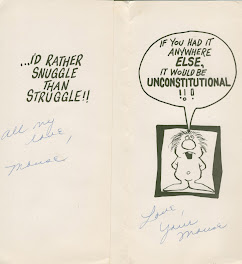 ...I'D RATHER
SNUGGLE
THAN
STRUGGLE!!
All my
love,
Mouse
IF YOU HAD IT
ANYWHERE
ELSE,
IT WOULD BE
UNCONSTITUTIONAL
!!!
Love,
Your
Mouse